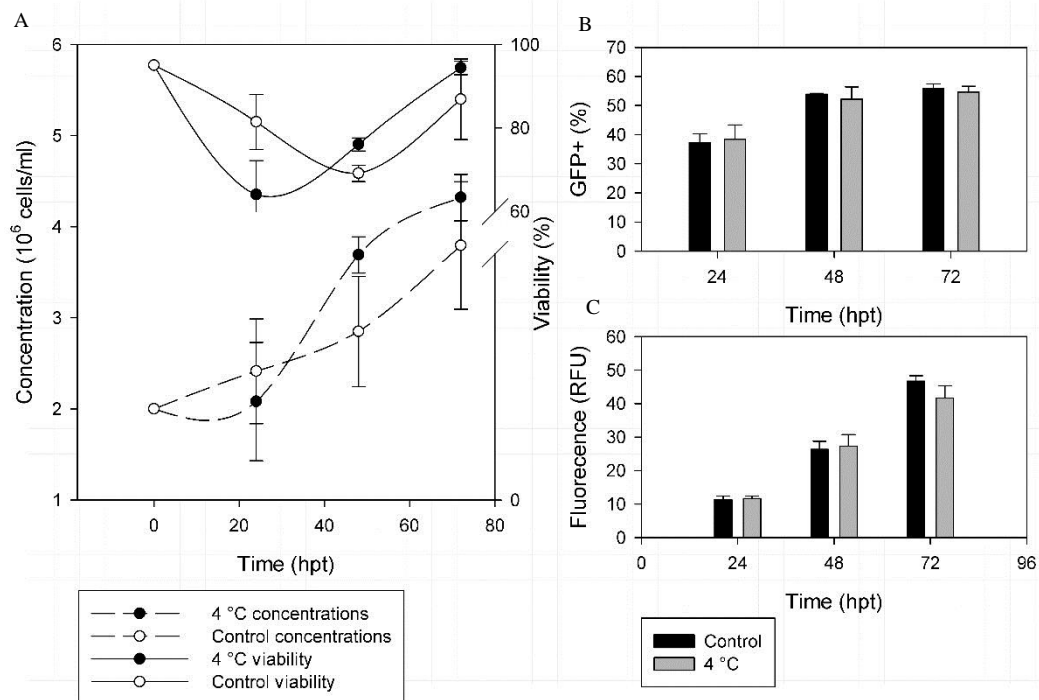 A
6
5
4
3
2
1
Concentration (10⁶ cells/ml)
100
80
60
0
Viability (%)
0
20
40
60
80
Time (hpt)
4 °C concentrations
Control concentrations
4 °C viability
Control viability
B
70
60
50
40
30
20
10
0
GFP+ (%)
24
48
72
Time (hpt)
C
60
50
40
30
20
10
0
Fluorecence (RFU)
0
24
48
72
96
Time (hpt)
Control
4 °C